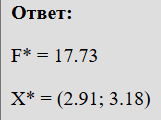 Ответ:
F* = 17.73
X* = (2.91; 3.18)